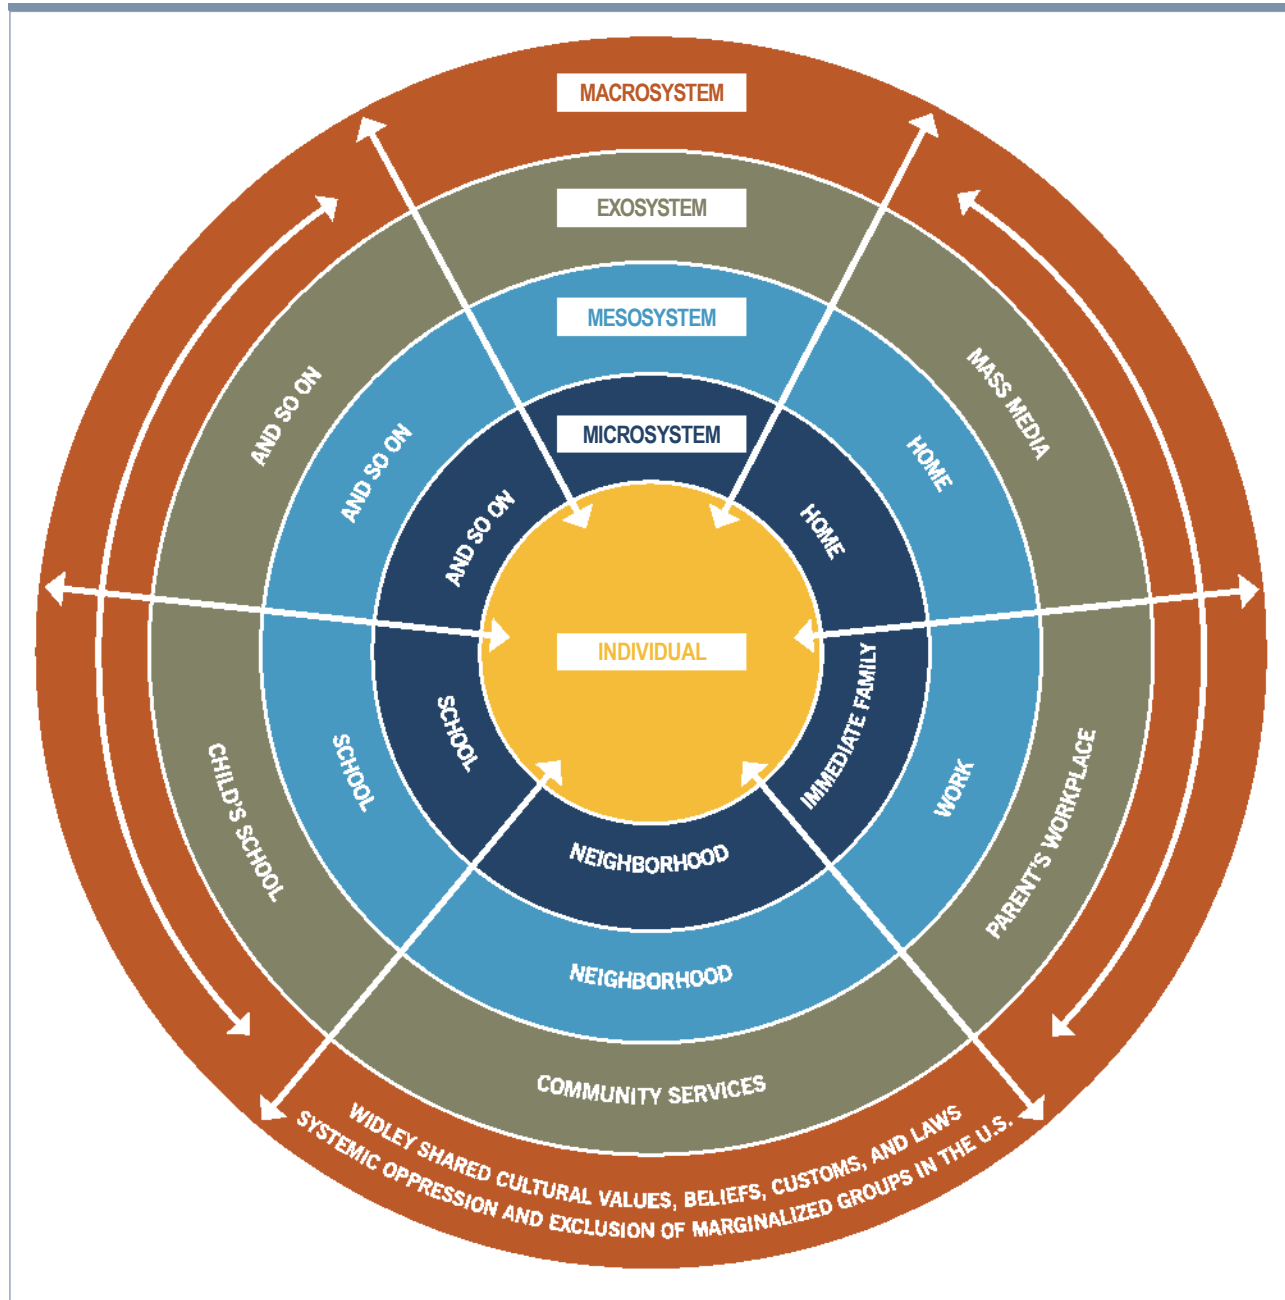 MACROSYSTEM
EXOSYSTEM
MESOSYSTEM
MICROSYSTEM
INDIVIDUAL
AND SO ON
AND SO ON
AND SO ON
HOME
HOME
MASS MEDIA
SCHOOL
SCHOOL
CHILD'S SCHOOL
IMMEDIATE FAMILY
WORK
PARENT'S WORKPLACE
NEIGHBORHOOD
NEIGHBORHOOD
COMMUNITY SERVICES
WIDLEY SHARED CULTURAL VALUES, BELIEFS, CUSTOMS, AND LAWS
SYSTEMIC OPPRESSION AND EXCLUSION OF MARGINALIZED GROUPS IN THE U.S.